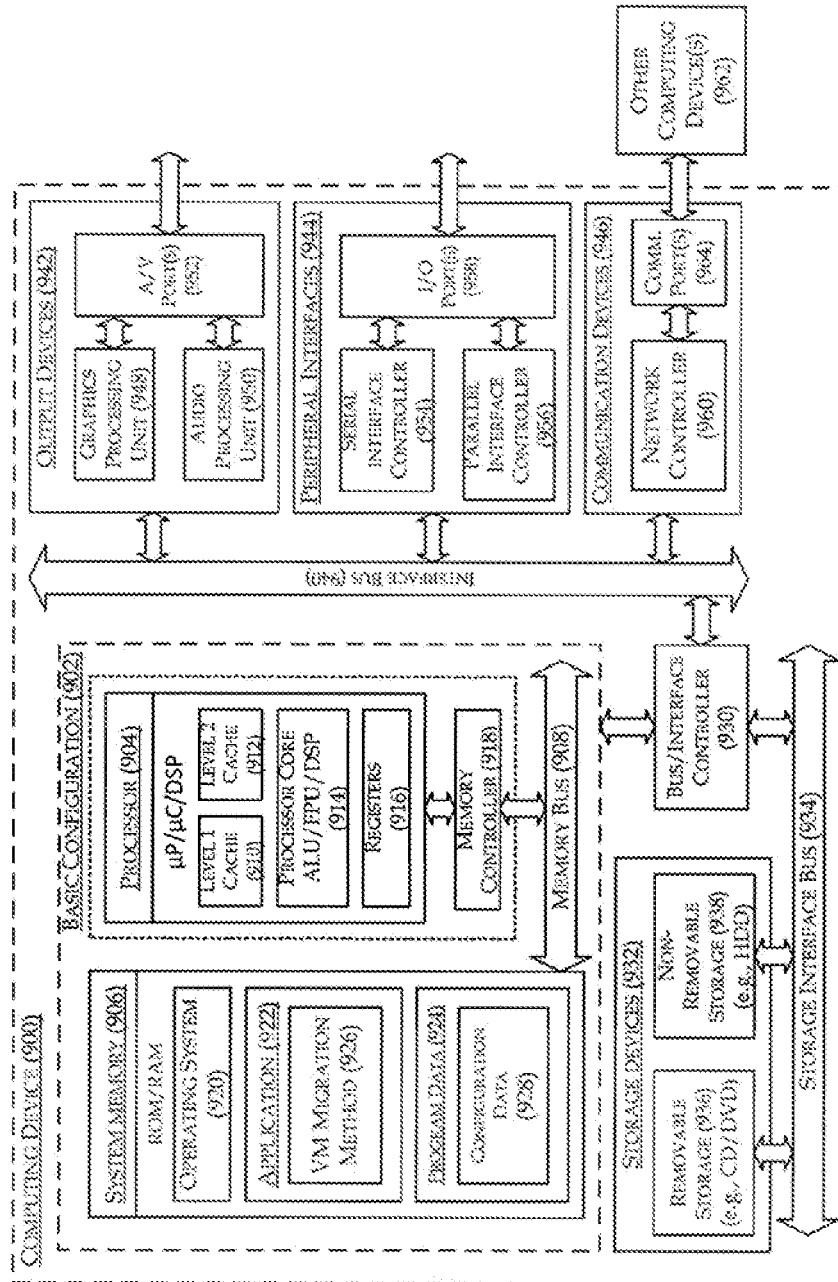 COMPUTING DEVICE (900)
BASIC CONFIGURATION (902)
SYSTEM MEMORY (906)
ROM/RAM
OPERATING SYSTEM
(920)
APPLICATION (922)
VM MIGRATION
METHOD (926)
PROGRAM DATA (924)
CONFIGURATION
DATA
(928)
PROCESSOR (904)
µP/µC/DSP
LEVEL 1
CACHE
(910)
LEVEL 2
CACHE
(912)
PROCESSOR CORE
ALU/FPU/DSP
(914)
REGISTERS
(916)
MEMORY
CONTROLLER
(918)
MEMORY BUS (908)
BUS/INTERFACE
CONTROLLER
(930)
STORAGE DEVICES (932)
REMOVABLE
STORAGE (936)
(e.g., CD/DVD)
NON-
REMOVABLE
STORAGE (938)
(e.g., HDD)
STORAGE INTERFACE BUS (934)
INTERFACE BUS (940)
OUTPUT DEVICES (942)
GRAPHICS
PROCESSING
UNIT (948)
AUDIO
PROCESSING
UNIT (950)
A/V
PORT(S)
(952)
PERIPHERAL INTERFACES (944)
SERIAL
INTERFACE
CONTROLLER
(954)
PARALLEL
INTERFACE
CONTROLLER
(956)
I/O
PORT(S)
(958)
COMMUNICATION DEVICES (946)
NETWORK
CONTROLLER
(960)
COMM.
PORT(S)
(964)
OTHER
COMPUTING
DEVICE(S)
(962)